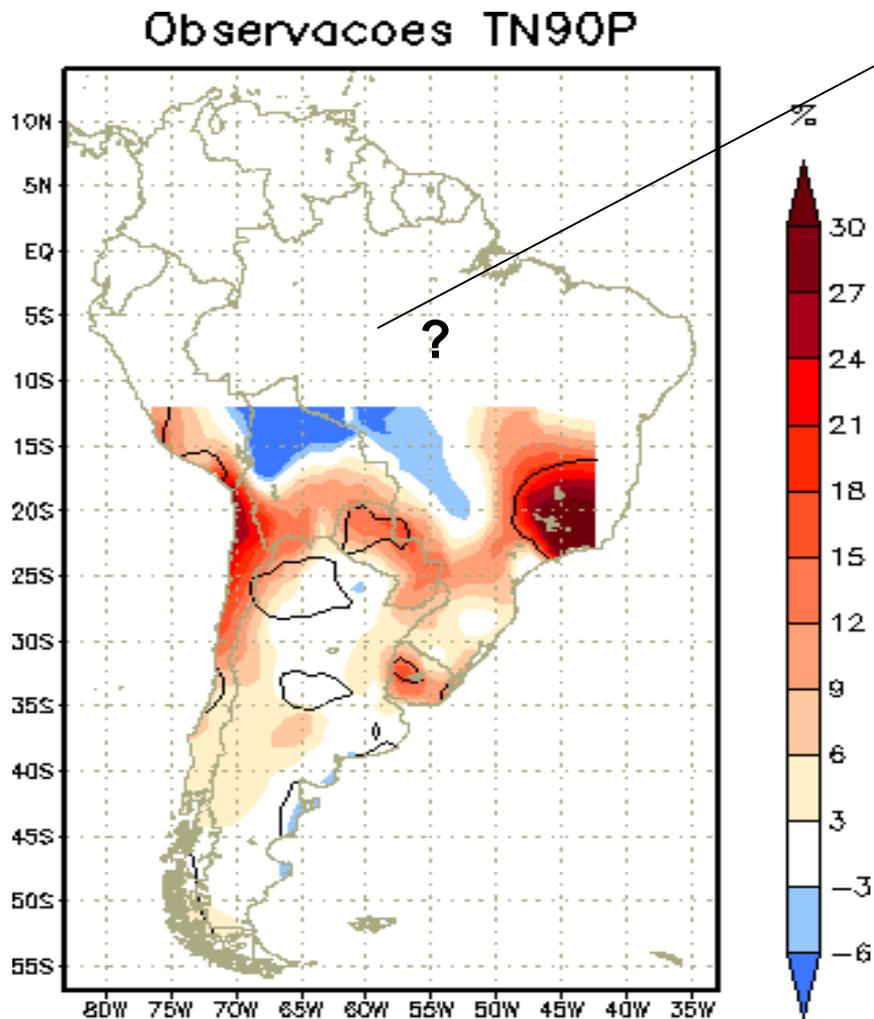 Observacoes TN90P
%
10N
5N
EQ
5S
10S
15S
20S
25S
30S
35S
40S
45S
50S
55S
?
80W 75W 70W 65W 60W 55W 50W 45W 40W 35W
30
27
24
21
18
15
12
9
6
3
−3
−6